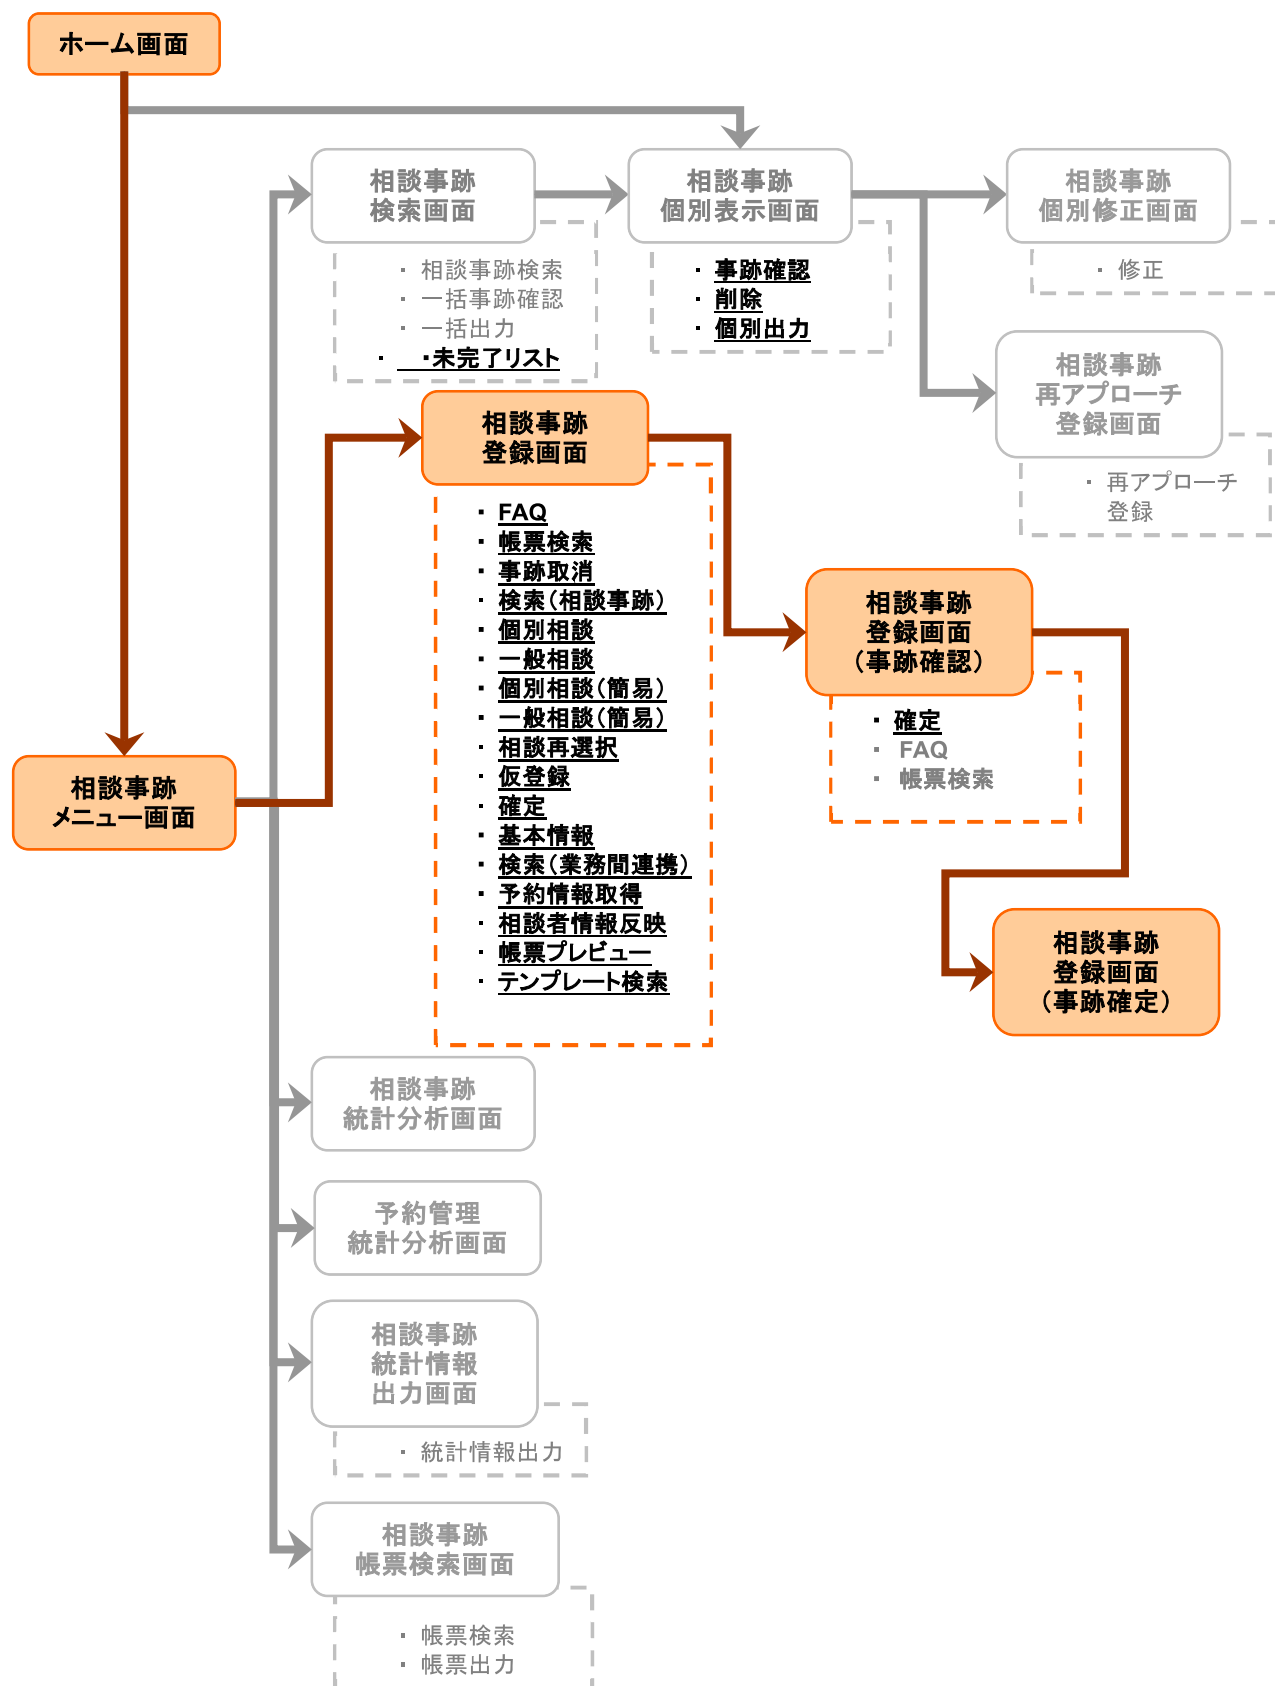 ホーム画面
相談事跡
検索画面
・ 相談事跡検索
・ 一括事跡確認
・ 一括出力
・ ・未完了リスト
相談事跡
個別表示画面
・ 事跡確認
・ 削除
・ 個別出力
相談事跡
個別修正画面
・ 修正
相談事跡
再アプローチ
登録画面
・ 再アプローチ
登録
相談事跡
登録画面
・ FAQ
・ 帳票検索
・ 事跡取消
・ 検索（相談事跡）
・ 個別相談
・ 一般相談
・ 個別相談（簡易）
・ 一般相談（簡易）
・ 相談再選択
・ 仮登録
・ 確定
・ 基本情報
・ 検索（業務間連携）
・ 予約情報取得
・ 相談者情報反映
・ 帳票プレビュー
・ テンプレート検索
相談事跡
登録画面
（事跡確認）
・ 確定
・ FAQ
・ 帳票検索
相談事跡
メニュー画面
相談事跡
登録画面
（事跡確定）
相談事跡
統計分析画面
予約管理
統計分析画面
相談事跡
統計情報
出力画面
・ 統計情報出力
相談事跡
帳票検索画面
・ 帳票検索
・ 帳票出力